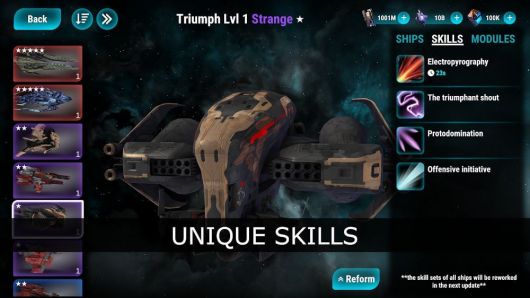 Back
Triumph Lvl 1 Strange ★
1001M +
10B +
100K +
SHIPS SKILLS MODULES
Electropyrography
23s
The triumphant shout
Protodomination
Offensive initiative
★★★★★
1
★★★★★
1
★
1
★
1
★
1
1
★★
UNIQUE SKILLS
Reform
**the skill sets of all ships will be reworked
in the next update**